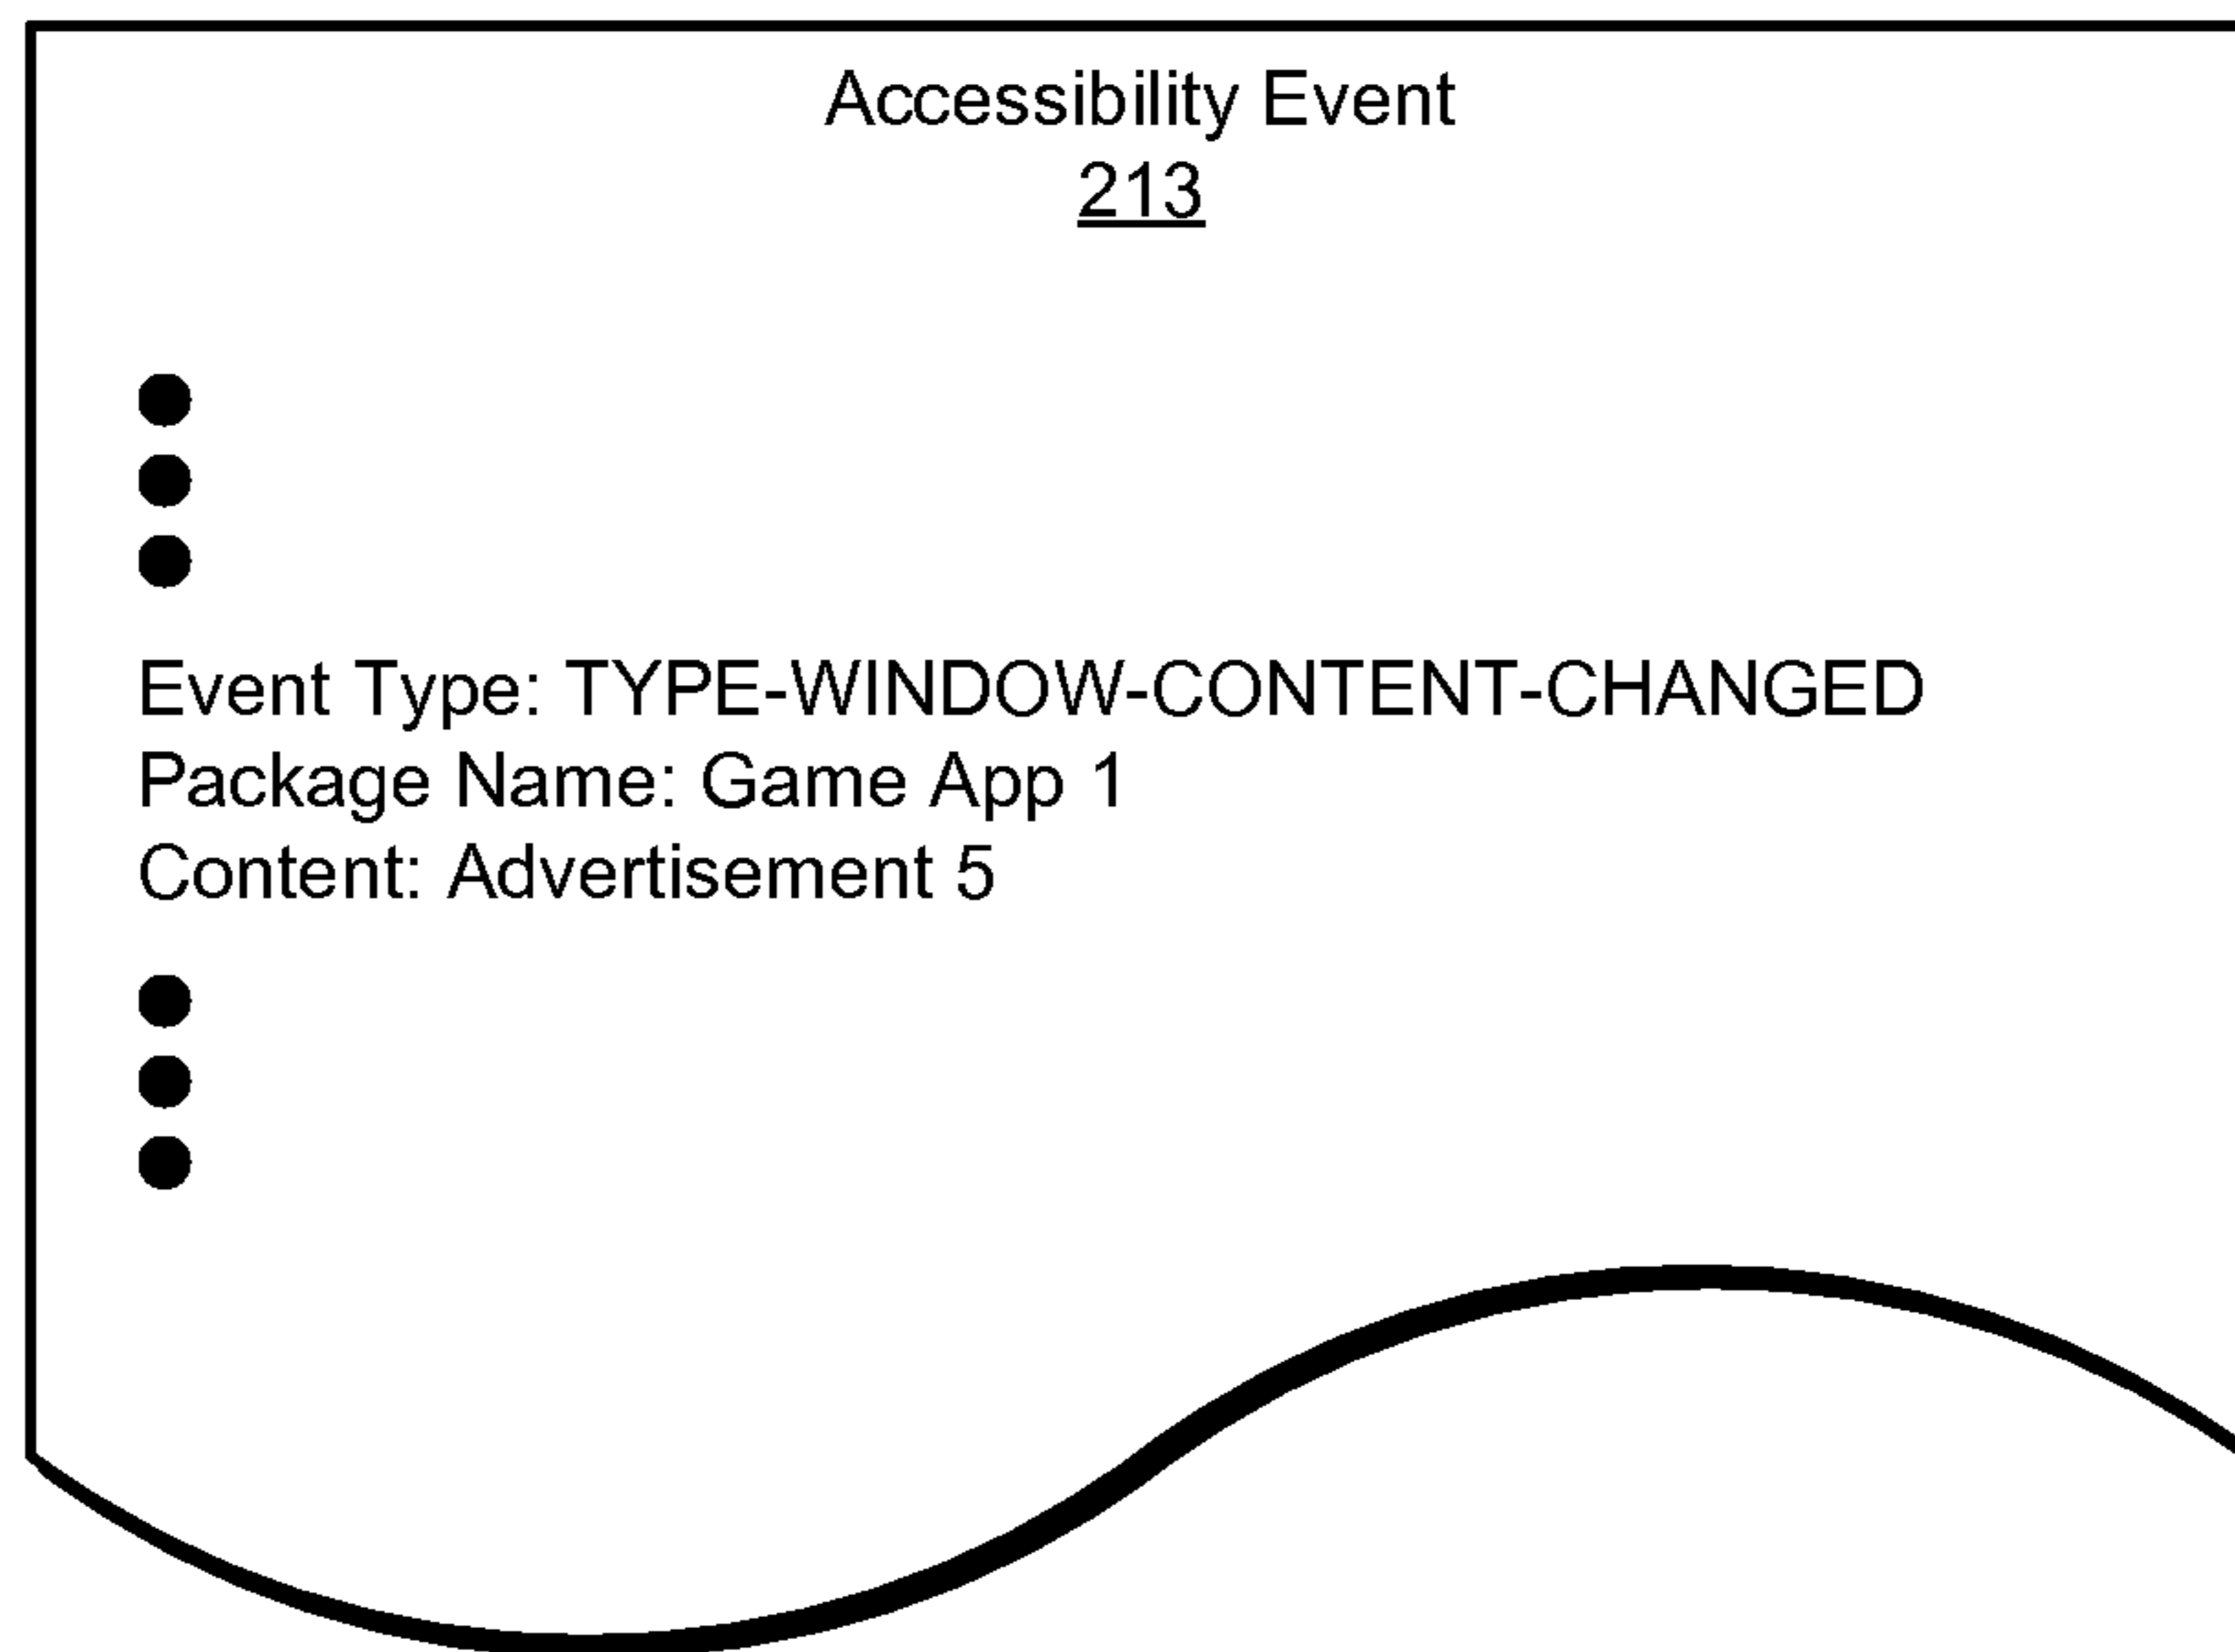 Accessibility Event
213
Event Type: TYPE-WINDOW-CONTENT-CHANGED
Package Name: Game App 1
Content: Advertisement 5